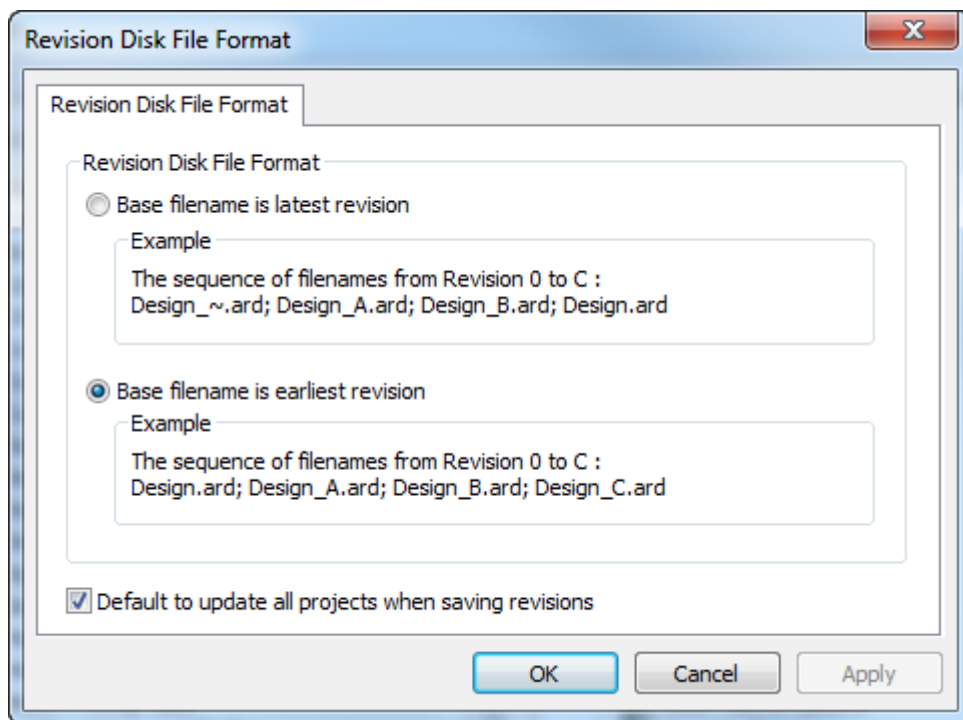 Revision Disk File Format
Revision Disk File Format
Revision Disk File Format
Base filename is latest revision
Example
The sequence of filenames from Revision 0 to C :
Design_~.ard; Design_A.ard; Design_B.ard; Design.ard
Base filename is earliest revision
Example
The sequence of filenames from Revision 0 to C :
Design.ard; Design_A.ard; Design_B.ard; Design_C.ard
Default to update all projects when saving revisions
OK Cancel Apply